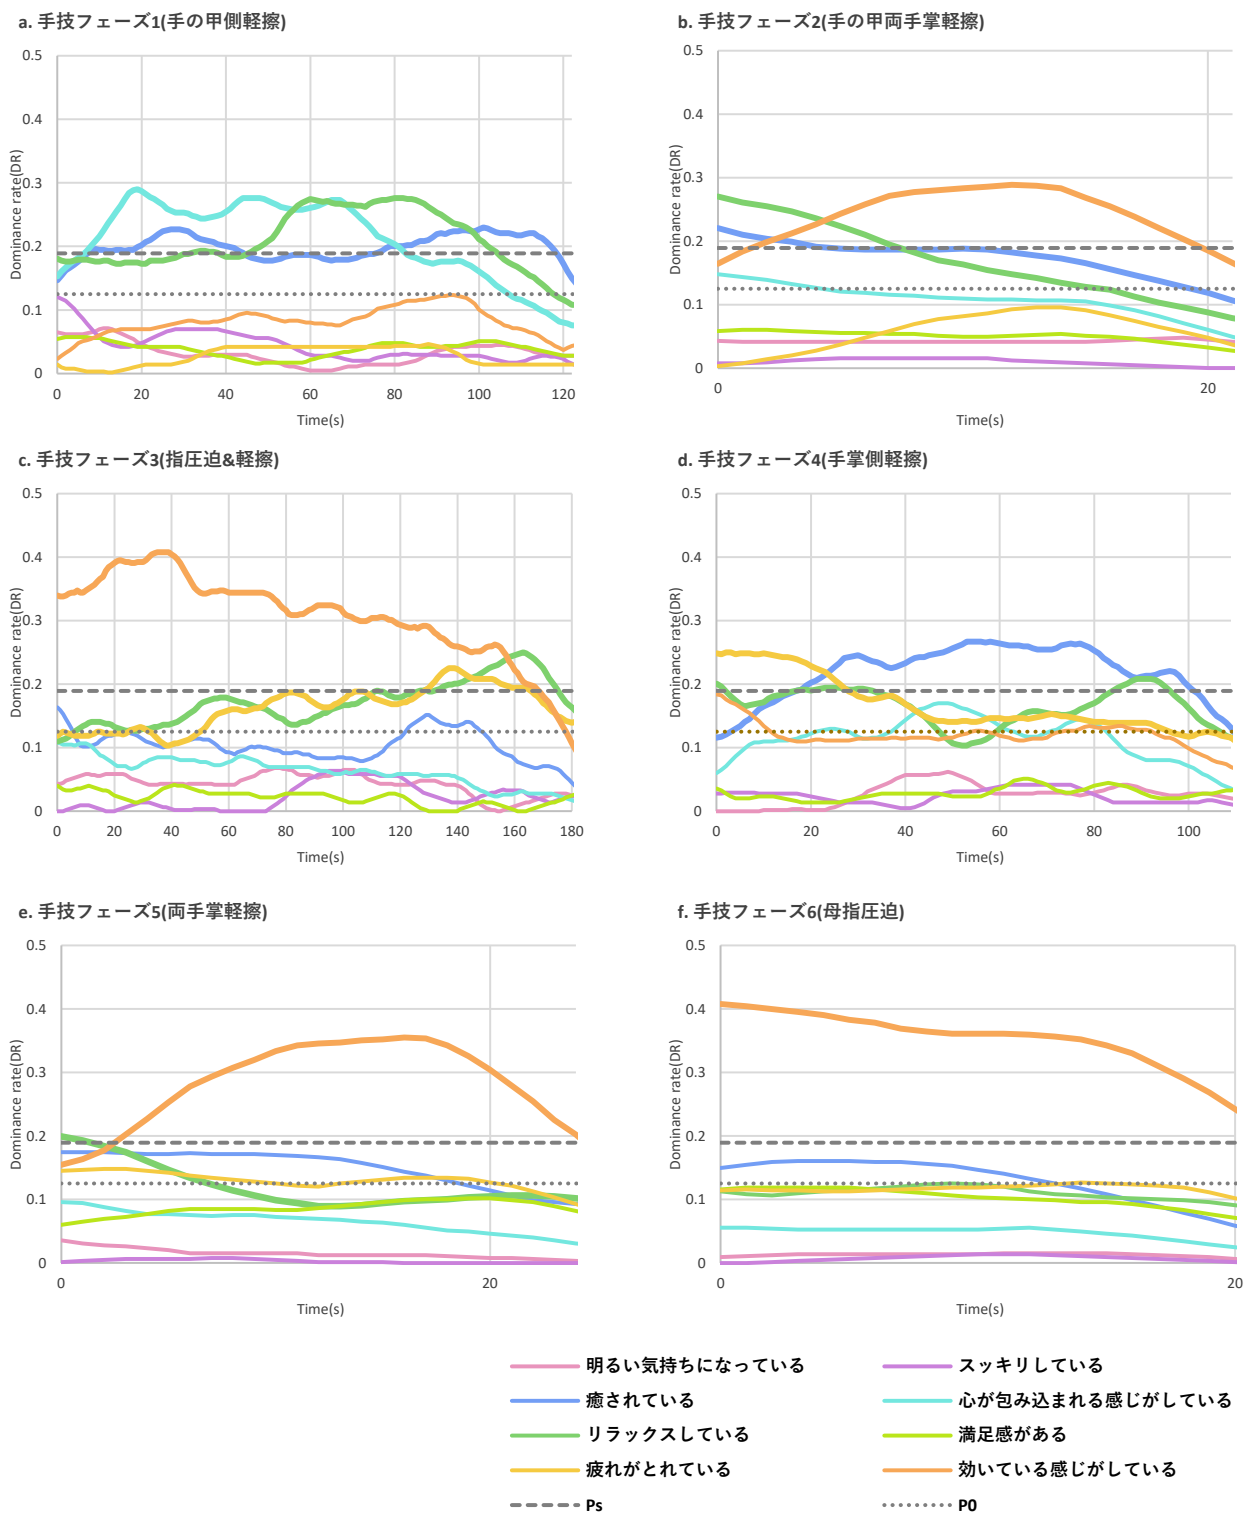 a. 手技フェーズ1(手の甲側軽擦)
0.5
0.4
0.3
0.2
0.1
0
Dominance rate(DR)
0 20 40 60 80 100 120
Time(s)
b. 手技フェーズ2(手の甲両手掌軽擦)
0.5
0.4
0.3
0.2
0.1
0
Dominance rate(DR)
0 20
Time(s)
c. 手技フェーズ3(指圧迫&軽擦)
0.5
0.4
0.3
0.2
0.1
0
Dominance rate(DR)
0 20 40 60 80 100 120 140 160 180
Time(s)
d. 手技フェーズ4(手掌側軽擦)
0.5
0.4
0.3
0.2
0.1
0
Dominance rate(DR)
0 20 40 60 80 100
Time(s)
e. 手技フェーズ5(両手掌軽擦)
0.5
0.4
0.3
0.2
0.1
0
Dominance rate(DR)
0 20
Time(s)
f. 手技フェーズ6(母指圧迫)
0.5
0.4
0.3
0.2
0.1
0
Dominance rate(DR)
0 20
Time(s)
明るい気持ちになっている スッキリしている
癒されている 心が包み込まれる感じがしている
リラックスしている 満足感がある
疲れがとれている 効いている感じがしている
Ps P0